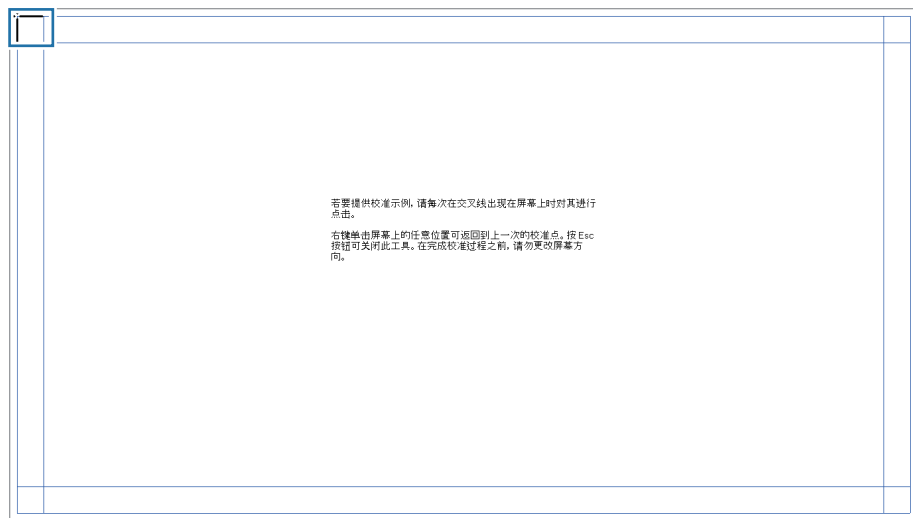 若要提供校准示例，请每次在交叉线出现在屏幕上时对其进行
点击。
右键单击屏幕上的任意位置可返回到上一次的校准点。按 Esc
按钮可关闭此工具。在完成校准过程之前，请勿更改屏幕方
向。